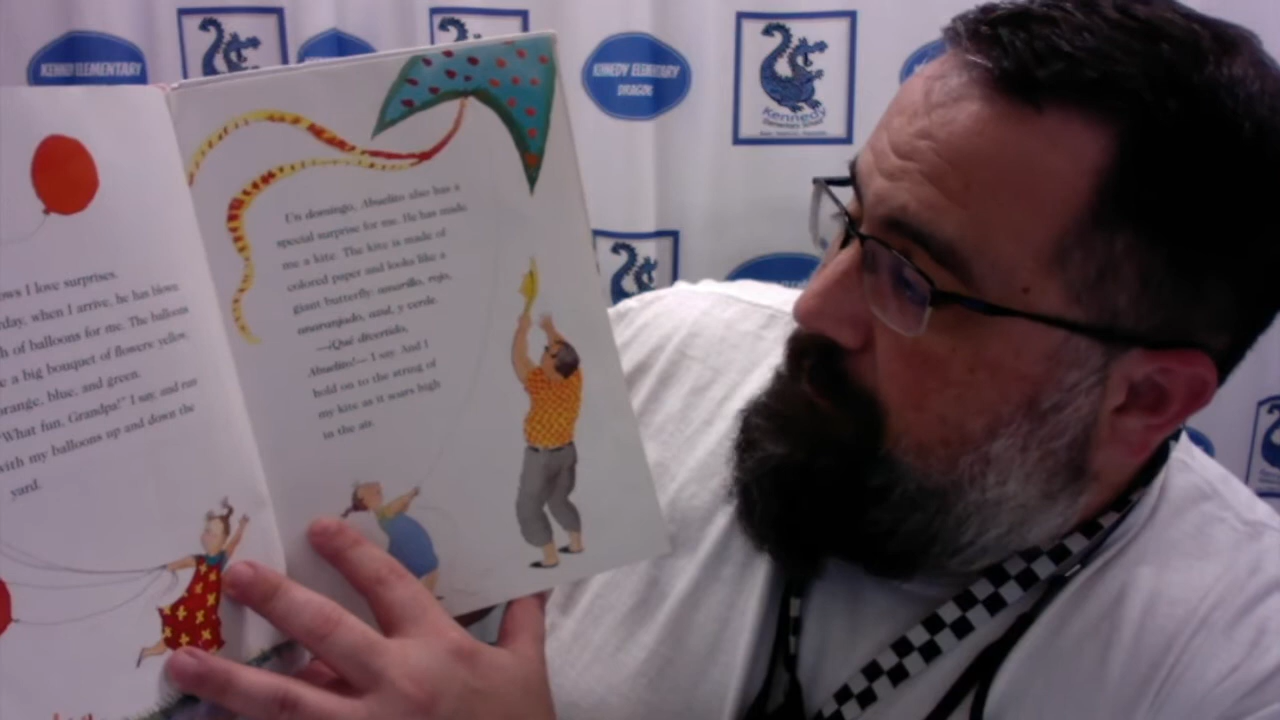 KENNEDY ELEMENTARY
KENNEDY ELEMENTARY
DRAGONS
Kennedy
Elementary School
ows I love surprises.
day, when I arrive, he has blown
h of balloons for me. The balloons
e a big bouquet of flowers: yellow,
orange, blue, and green.
"What fun, Grandpa!" I say, and run
with my balloons up and down the
yard.
Un domingo, Abuelito also has a
special surprise for me. He has made
me a kite. The kite is made of
colored paper and looks like a
giant butterfly: amarillo, rojo,
anaranjado, azul, y verde.
—¡Qué divertido,
Abuelito!— I say. And I
hold on to the string of
my kite as it soars high
in the air.